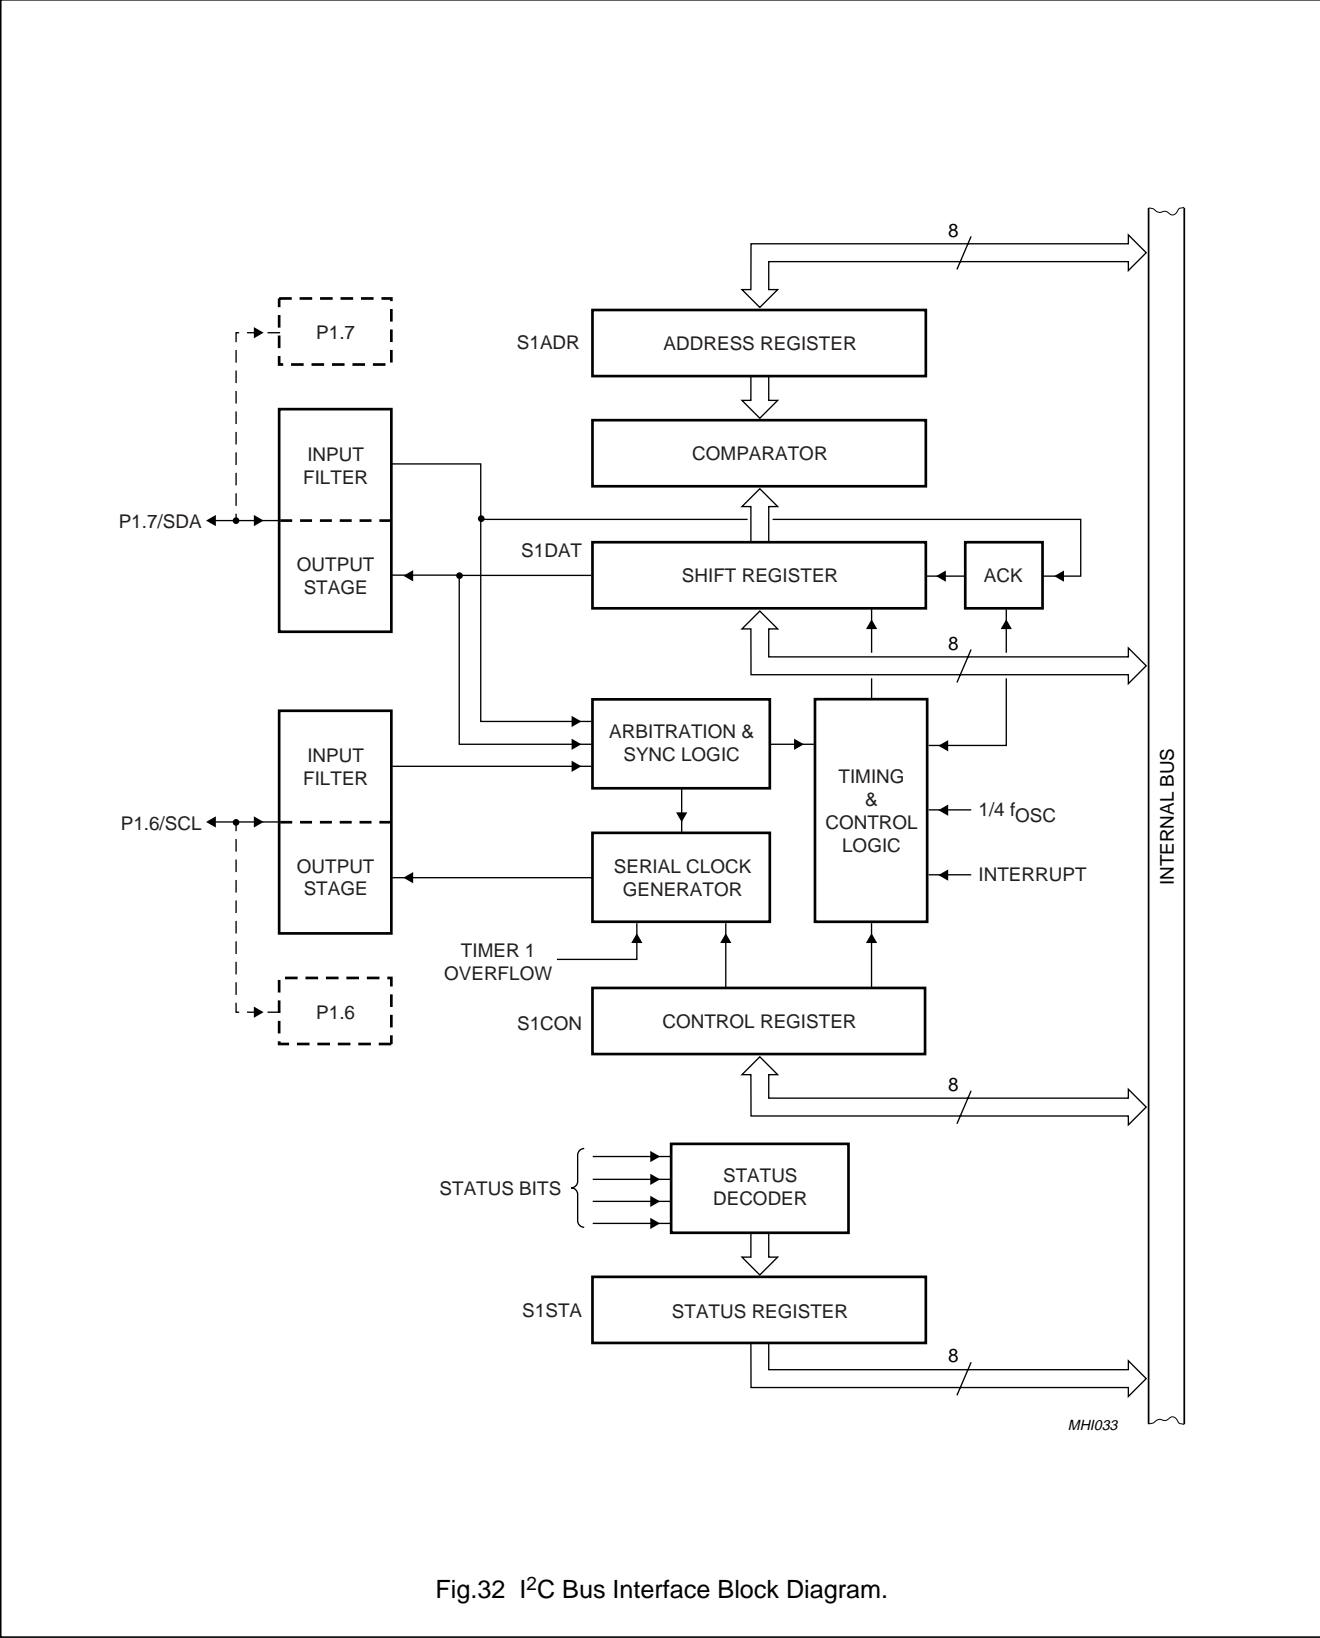 8
P1.7
S1ADR
ADDRESS REGISTER
INPUT
FILTER
COMPARATOR
P1.7/SDA
OUTPUT
STAGE
S1DAT
SHIFT REGISTER
ACK
8
INPUT
FILTER
ARBITRATION &
SYNC LOGIC
TIMING
&
CONTROL
LOGIC
1/4 fOSC
INTERRUPT
INTERNAL BUS
P1.6/SCL
OUTPUT
STAGE
SERIAL CLOCK
GENERATOR
TIMER 1
OVERFLOW
P1.6
S1CON
CONTROL REGISTER
8
STATUS BITS
STATUS
DECODER
S1STA
STATUS REGISTER
8
MHI033
Fig.32 I2C Bus Interface Block Diagram.